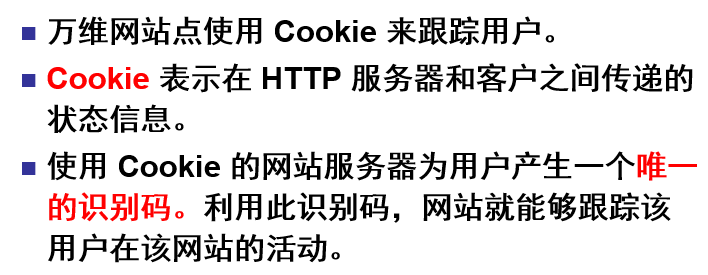 万维网站点使用 Cookie 来跟踪用户。
Cookie 表示在 HTTP 服务器和客户之间传递的
状态信息。
使用 Cookie 的网站服务器为用户产生一个唯一
的识别码。利用此识别码，网站就能够跟踪该
用户在该网站的活动。